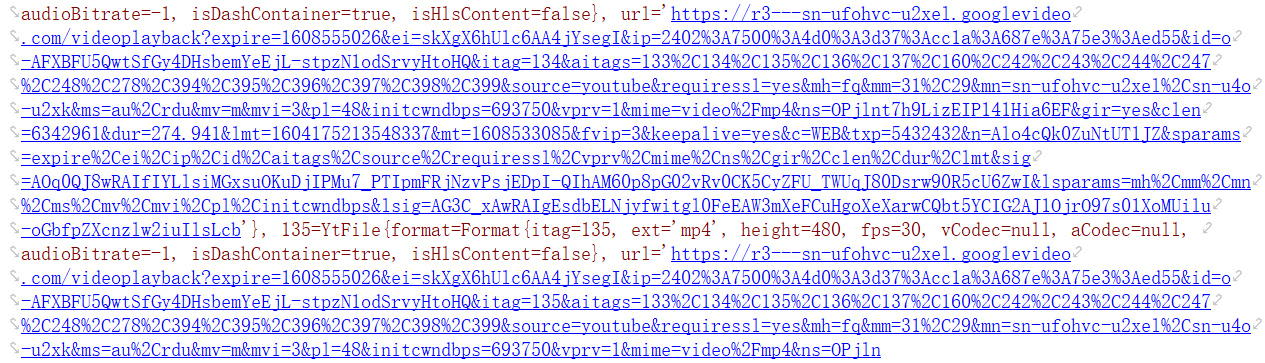 audioBitrate=-1, isDashContainer=true, isHlsContent=false}, url='https://r3---sn-ufohvc-u2xel.googlevideo
.com/videoplayback?expire=1608555026&ei=skXgX6hUlc6AA4jYsegI&ip=2402%3A7500%3A4d0%3A3d37%3Acc1a%3A687e%3A75e3%3Aed55&id=o
-AFXBFU5QwtSfGy4DHsbemYeEjL-stpzNlodSrvyHtoHQ&itag=134&aitags=133%2C134%2C135%2C136%2C137%2C160%2C242%2C243%2C244%2C247
%2C248%2C278%2C394%2C395%2C396%2C397%2C398%2C399&source=youtube&requiressl=yes&mh=fq&mm=31%2C29&mn=sn-ufohvc-u2xel%2Csn-u4o
-u2xk&ms=au%2Crdu&mv=m&mvi=3&pl=48&initcwndbps=693750&vprv=1&mime=video%2Fmp4&ns=OPjlnt7h9LizEIP141Hia6EF&gir=yes&clen
=6342961&dur=274.941&lmt=1604175213548337&mt=1608533085&fvip=3&keepalive=yes&c=WEB&txp=5432432&n=Alo4cQkOZuNtUT1JZ&sparams
=expire%2Cei%2Cip%2Cid%2Caitags%2Csource%2Crequiressl%2Cvprv%2Cmime%2Cns%2Cgir%2Cclen%2Cdur%2Clmt&sig
=AOq0QJ8wRAIfIYLlsiMGxsuOKuDjIPMu7_PTIpmFRjNzvPsjEDpI-QIhAM60p8pG02vRv0CK5CyZFU_TWUqJ80Dsrw90R5cU6ZwI&lsparams=mh%2Cmm%2Cmn
%2Cms%2Cmv%2Cmvi%2Cpl%2Cinitcwndbps&lsig=AG3C_xAwRAIgEsdbELNjyfwitgl0FeEAW3mXeFCuHgoXeXarwCQbt5YCIG2AJ1OjrO97s01XoMUilu
-oGbfpZXcnzlw2iuIlsLcb'}, 135=YtFile{format=Format{itag=135, ext='mp4', height=480, fps=30, vCodec=null, aCodec=null,
audioBitrate=-1, isDashContainer=true, isHlsContent=false}, url='https://r3---sn-ufohvc-u2xel.googlevideo
.com/videoplayback?expire=1608555026&ei=skXgX6hUlc6AA4jYsegI&ip=2402%3A7500%3A4d0%3A3d37%3Acc1a%3A687e%3A75e3%3Aed55&id=o
-AFXBFU5QwtSfGy4DHsbemYeEjL-stpzNlodSrvyHtoHQ&itag=135&aitags=133%2C134%2C135%2C136%2C137%2C160%2C242%2C243%2C244%2C247
%2C248%2C278%2C394%2C395%2C396%2C397%2C398%2C399&source=youtube&requiressl=yes&mh=fq&mm=31%2C29&mn=sn-ufohvc-u2xel%2Csn-u4o
-u2xk&ms=au%2Crdu&mv=m&mvi=3&pl=48&initcwndbps=693750&vprv=1&mime=video%2Fmp4&ns=OPjln